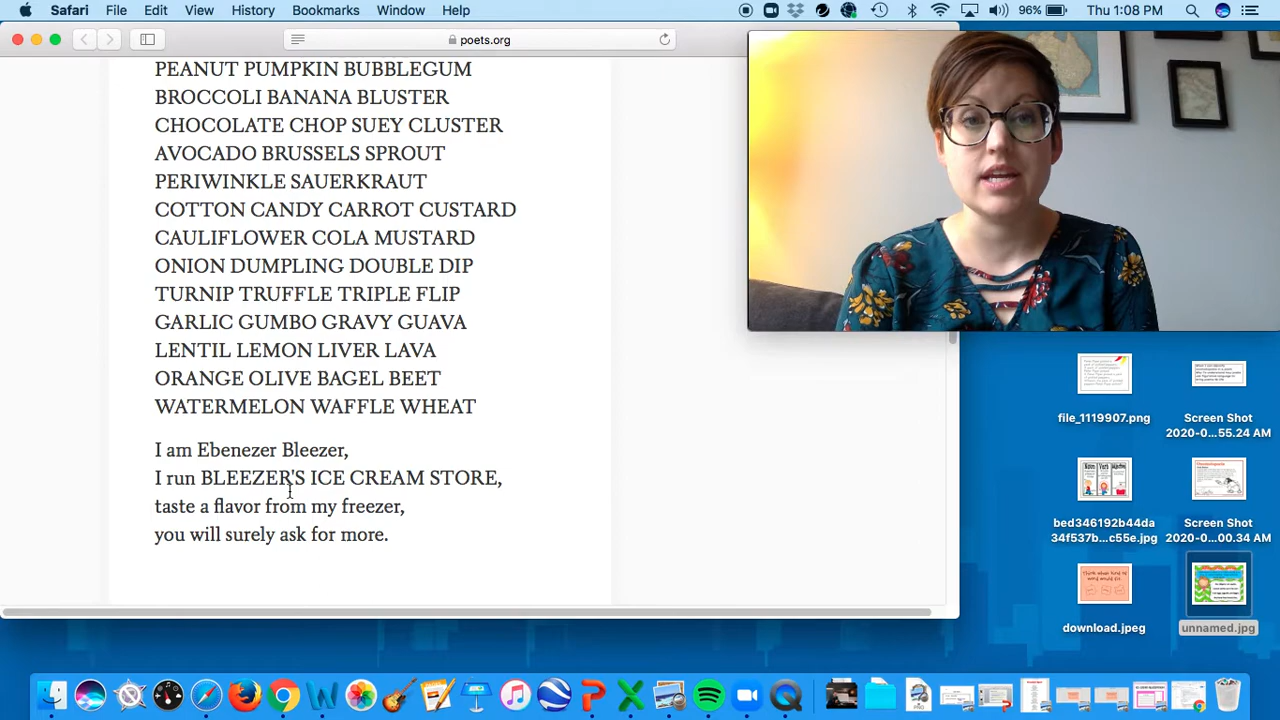 Safari File Edit View History Bookmarks Window Help
96% Thu 1:08 PM
poets.org
PEANUT PUMPKIN BUBBLEGUM
BROCCOLI BANANA BLUSTER
CHOCOLATE CHOP SUEY CLUSTER
AVOCADO BRUSSELS SPROUT
PERIWINKLE SAUERKRAUT
COTTON CANDY CARROT CUSTARD
CAULIFLOWER COLA MUSTARD
ONION DUMPLING DOUBLE DIP
TURNIP TRUFFLE TRIPLE FLIP
GARLIC GUMBO GRAVY GUAVA
LENTIL LEMON LIVER LAVA
ORANGE OLIVE BAGEL BEET
WATERMELON WAFFLE WHEAT
I am Ebenezer Bleezer,
I run BLEEZER'S ICE CREAM STORE,
taste a flavor from my freezer,
you will surely ask for more.
file_1119907.png
Screen Shot
2020-0...55.24 AM
bed346192b44da
34f537b...c55e.jpg
Screen Shot
2020-0...00.34 AM
download.jpeg
unnamed.jpg